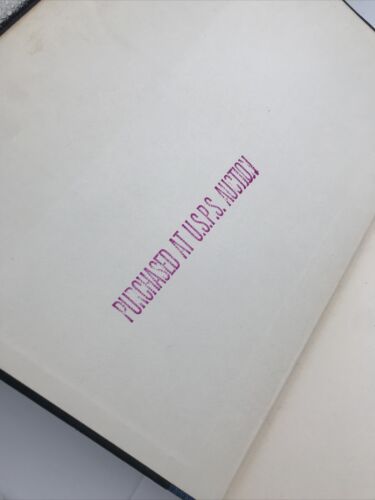 PURCHASED AT U.S.P.S. AUCTION